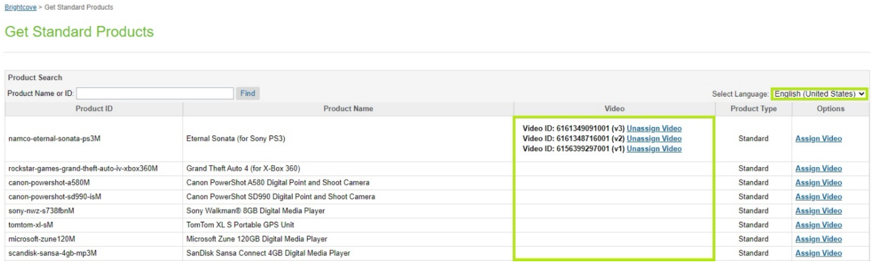 Brightcove > Get Standard Products
Get Standard Products
Product Search
Product Name or ID: Find Select Language: English (United States)
Product ID Product Name Video Product Type Options
namco-eternal-sonata-ps3M Eternal Sonata (for Sony PS3) Video ID: 6161349091001 (v3) Unassign Video Standard Assign Video
Video ID: 6161348716001 (v2) Unassign Video
Video ID: 6156399297001 (v1) Unassign Video
rockstar-games-grand-theft-auto-iv-xbox360M Grand Theft Auto 4 (for X-Box 360) Standard Assign Video
canon-powershot-a580M Canon PowerShot A580 Digital Point and Shoot Camera Standard Assign Video
canon-powershot-sd990-isM Canon PowerShot SD990 Digital Point and Shoot Camera Standard Assign Video
sony-nwz-s738fbnM Sony Walkman® 8GB Digital Media Player Standard Assign Video
tomtom-xl-sM TomTom XL S Portable GPS Unit Standard Assign Video
microsoft-zune120M Microsoft Zune 120GB Digital Media Player Standard Assign Video
scandisk-sansa-4gb-mp3M SanDisk Sansa Connect 4GB Digital Media Player Standard Assign Video